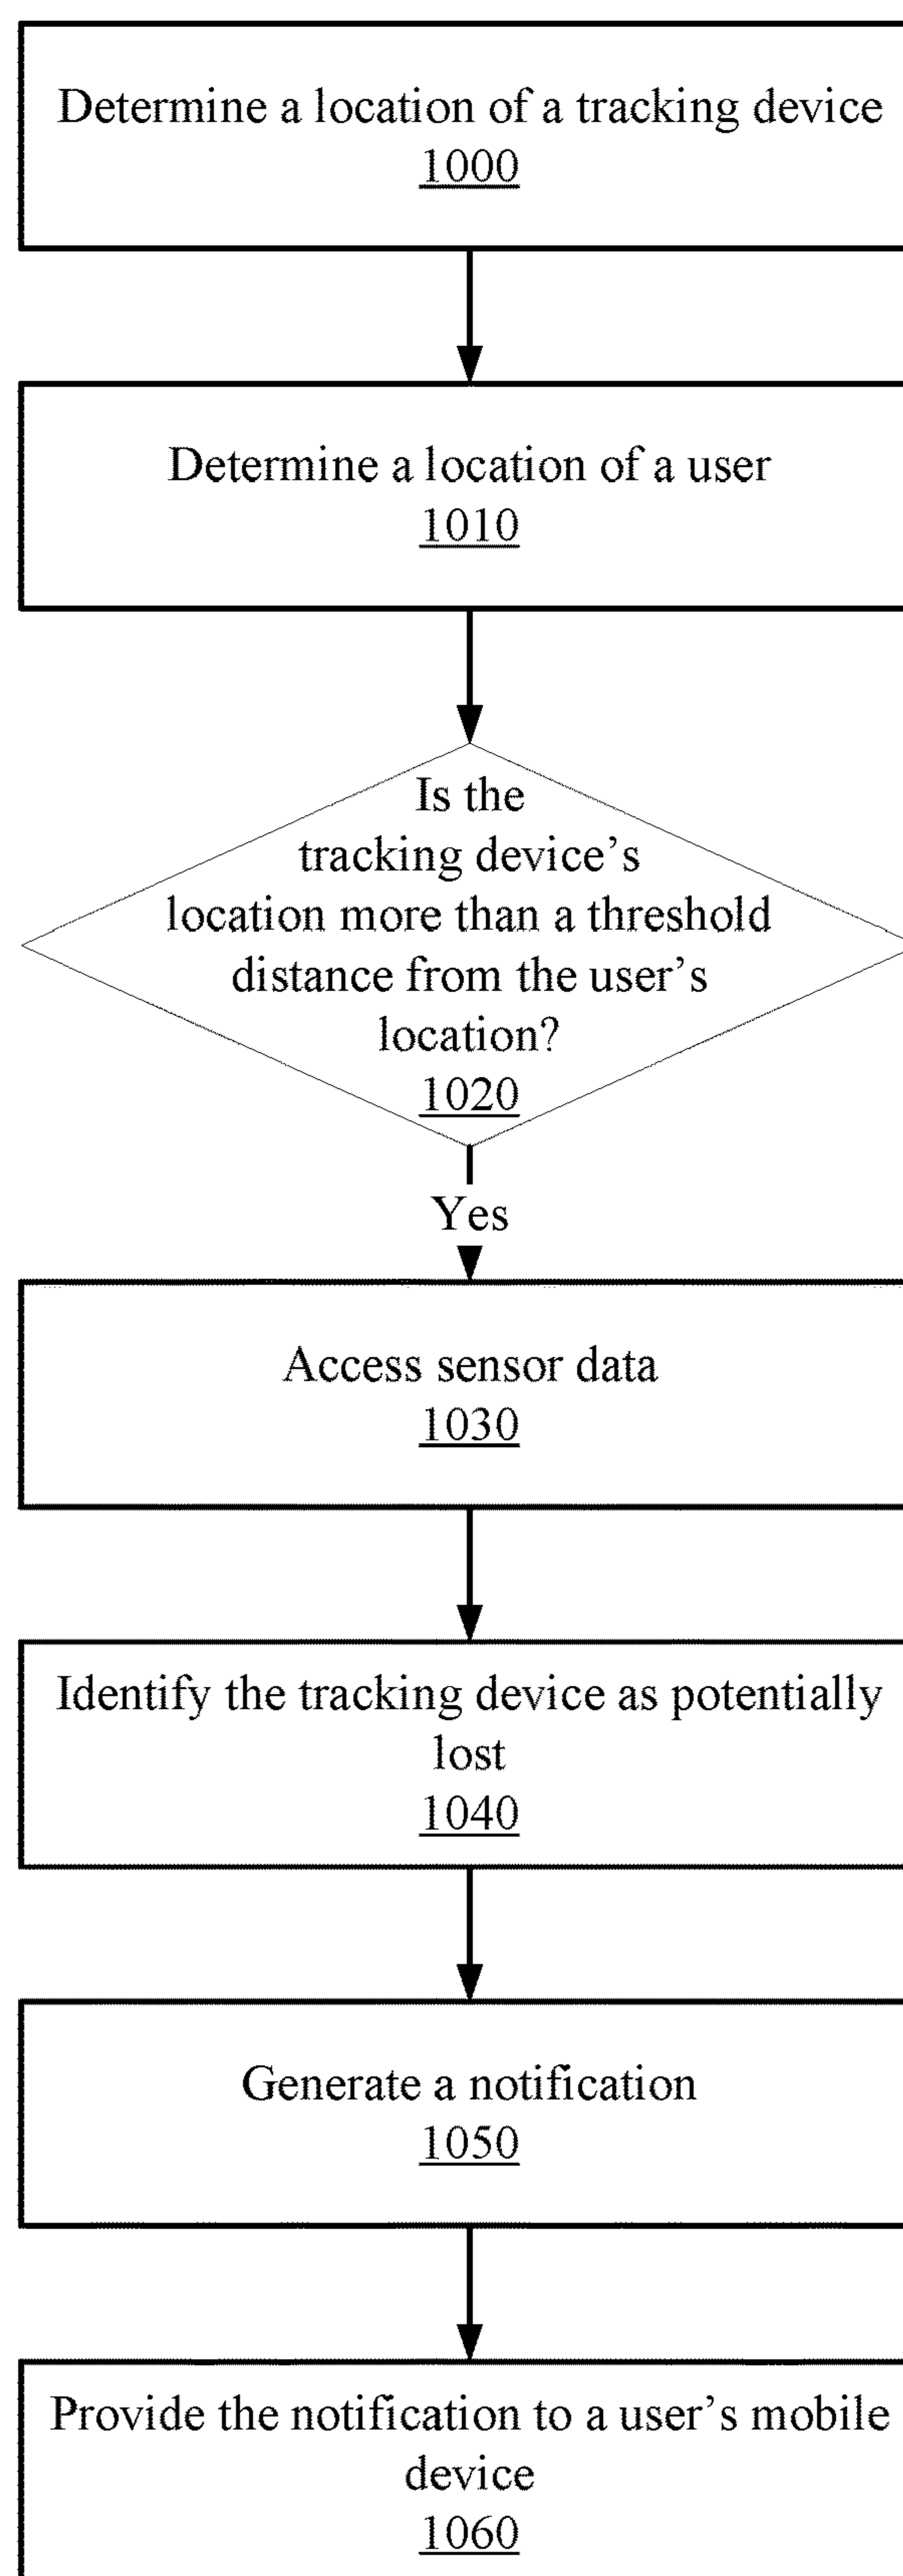 Determine a location of a tracking device
1000
Determine a location of a user
1010
Is the
tracking device’s
location more than a threshold
distance from the user’s
location?
1020
Yes
Access sensor data
1030
Identify the tracking device as potentially
lost
1040
Generate a notification
1050
Provide the notification to a user’s mobile
device
1060